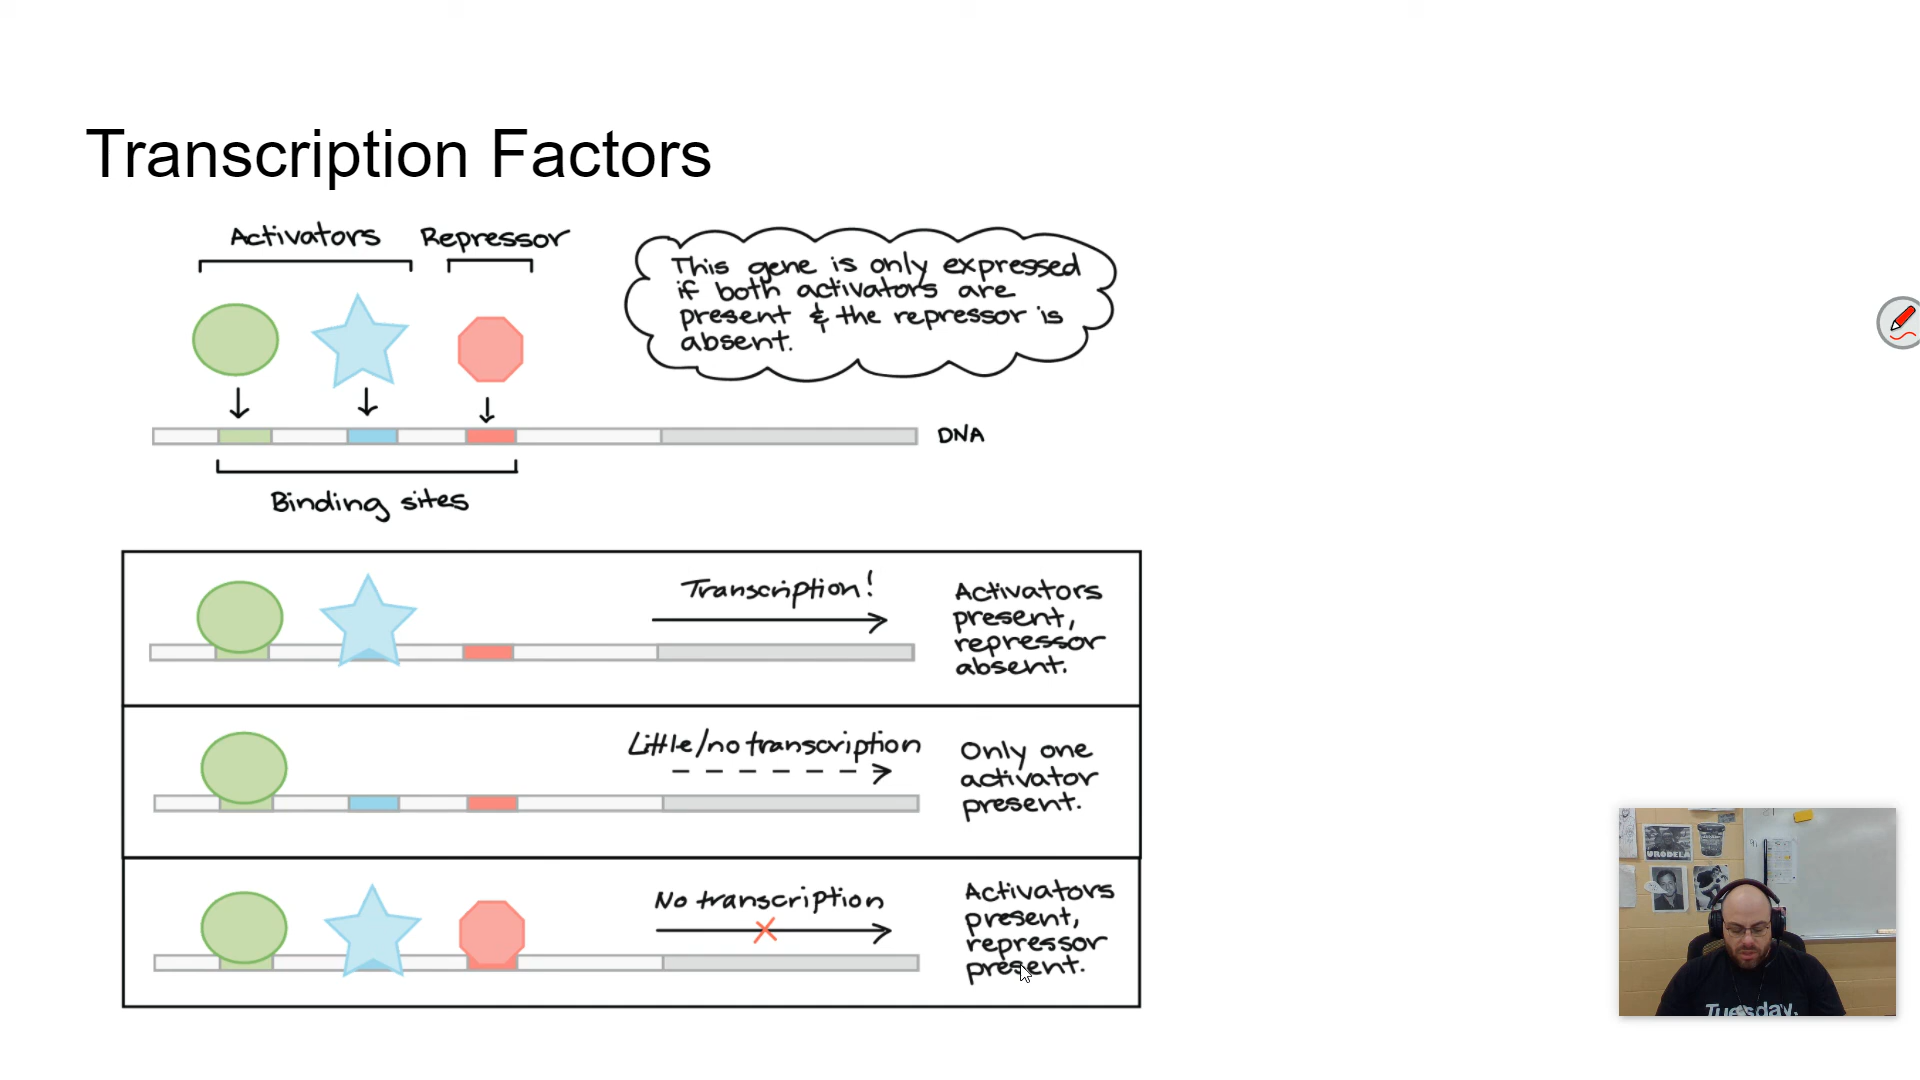 Transcription Factors
Activators
Repressor
This gene is only expressed
if both activators are
present & the repressor is
absent.
DNA
Binding sites
Transcription!
Activators
present,
repressor
absent.
Little/no transcription
Only one
activator
present.
No transcription
Activators
present,
repressor
present.
URODELA
Tuesday.